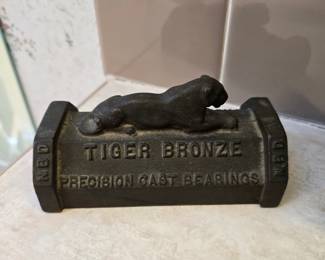 NBD
TIGER BRONZE
PRECISION CAST BEARINGS
NBD